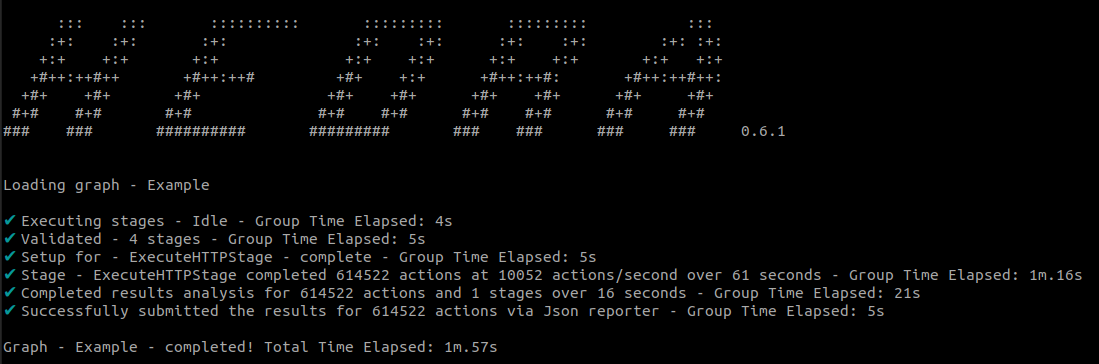 HEDRA
0.6.1
Loading graph - Example
✔ Executing stages - Idle - Group Time Elapsed: 4s
✔ Validated - 4 stages - Group Time Elapsed: 5s
✔ Setup for - ExecuteHTTPStage - complete - Group Time Elapsed: 5s
✔ Stage - ExecuteHTTPStage completed 614522 actions at 10052 actions/second over 61 seconds - Group Time Elapsed: 1m.16s
✔ Completed results analysis for 614522 actions and 1 stages over 16 seconds - Group Time Elapsed: 21s
✔ Successfully submitted the results for 614522 actions via Json reporter - Group Time Elapsed: 5s
Graph - Example - completed! Total Time Elapsed: 1m.57s